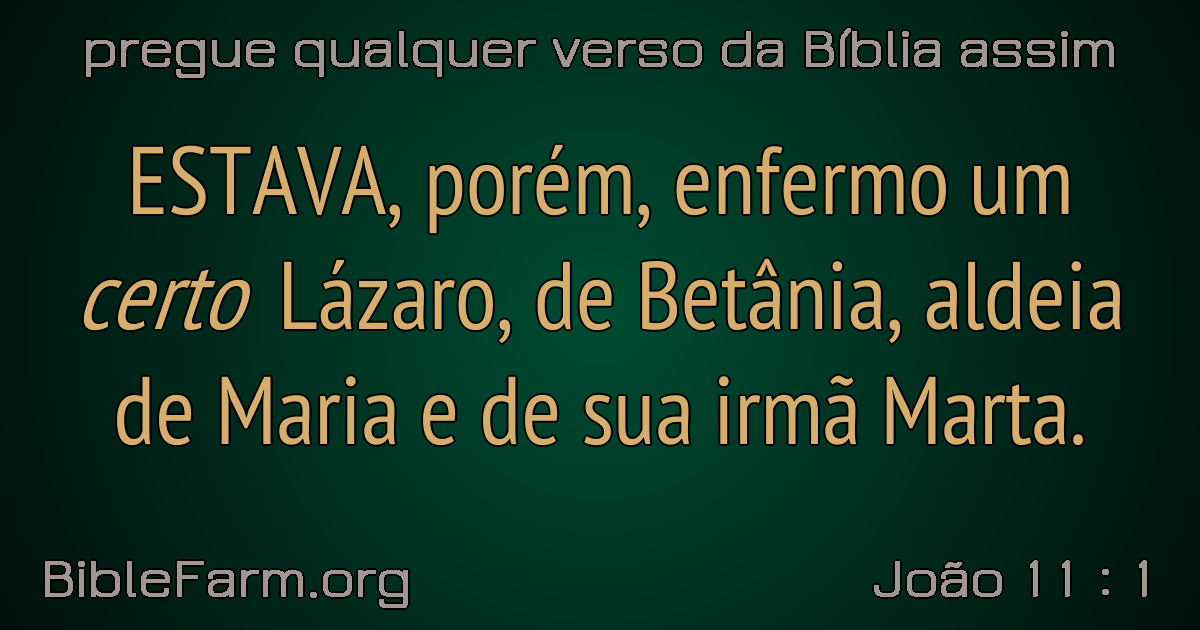 pregue qualquer verso da Bíblia assim
ESTAVA, porém, enfermo um
certo Lázaro, de Betânia, aldeia
de Maria e de sua irmã Marta.
BibleFarm.org
João 11 : 1